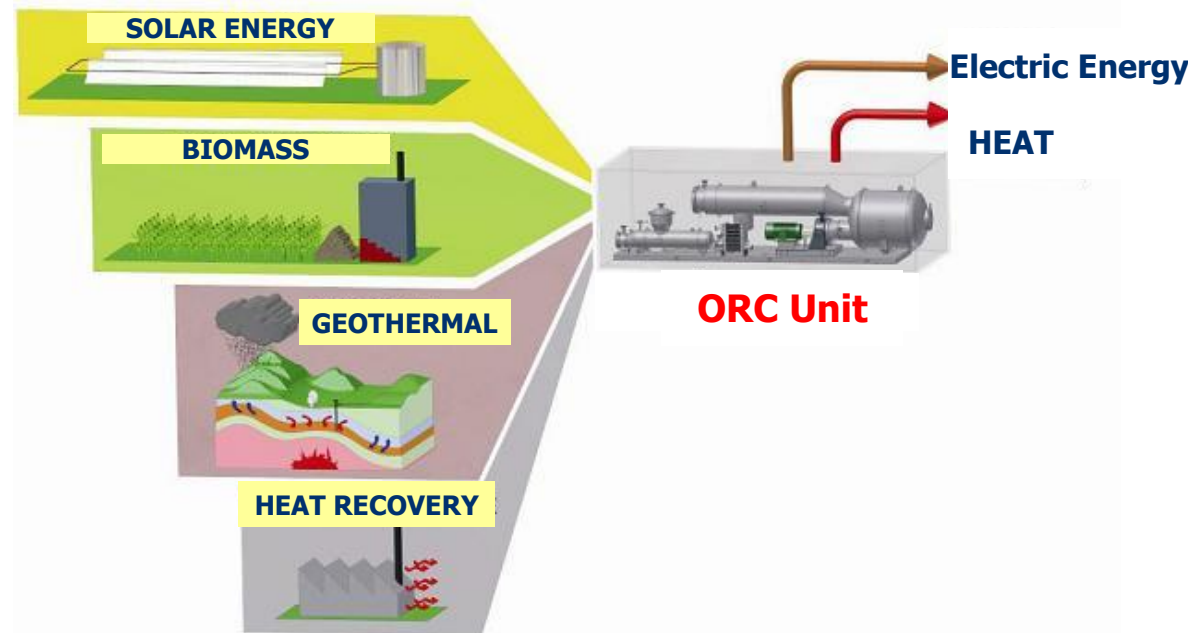 SOLAR ENERGY
BIOMASS
GEOTHERMAL
HEAT RECOVERY
Electric Energy
HEAT
ORC Unit